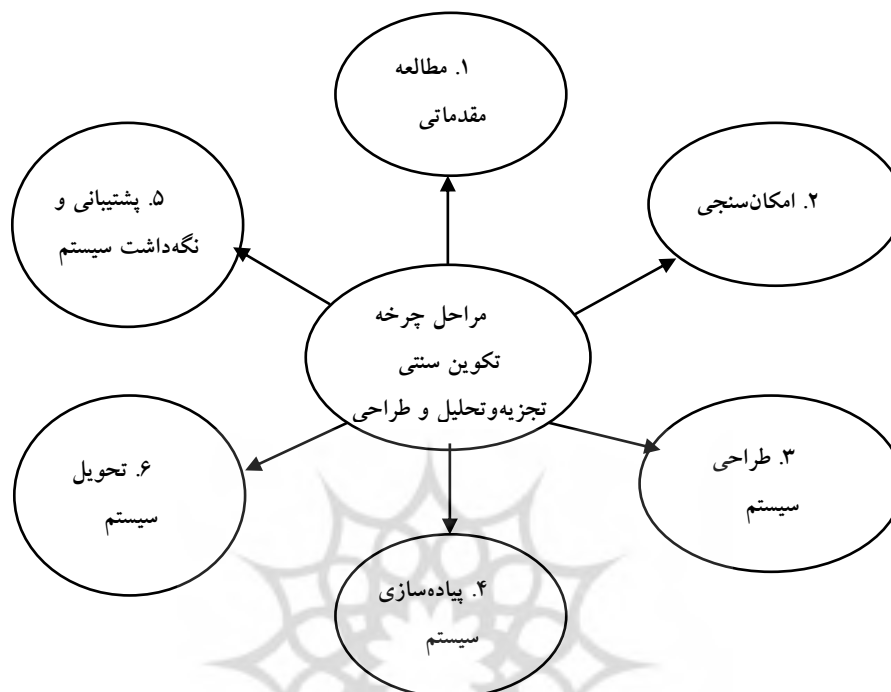 ۱. مطالعه
مقدماتی
۲. امکان‌سنجی
۵. پشتیبانی و
نگه‌داشت سیستم
مراحل چرخه
تکوین سنتی
تجزیه‌وتحلیل و طراحی
۳. طراحی
سیستم
۶. تحویل
سیستم
۴. پیاده‌سازی
سیستم